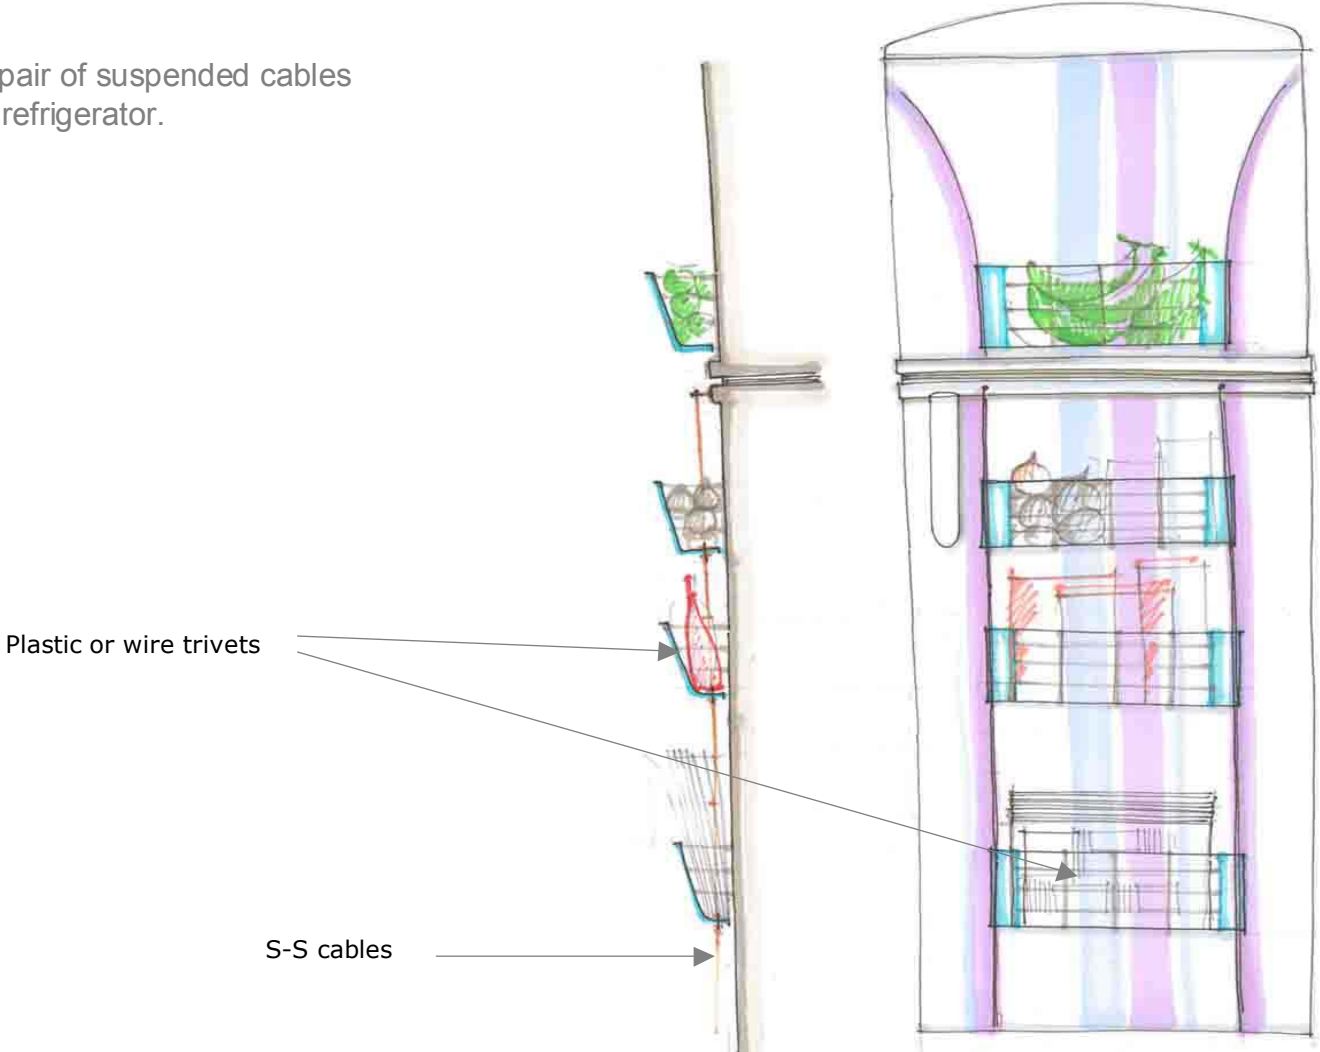 pair of suspended cables
refrigerator.
Plastic or wire trivets
S-S cables